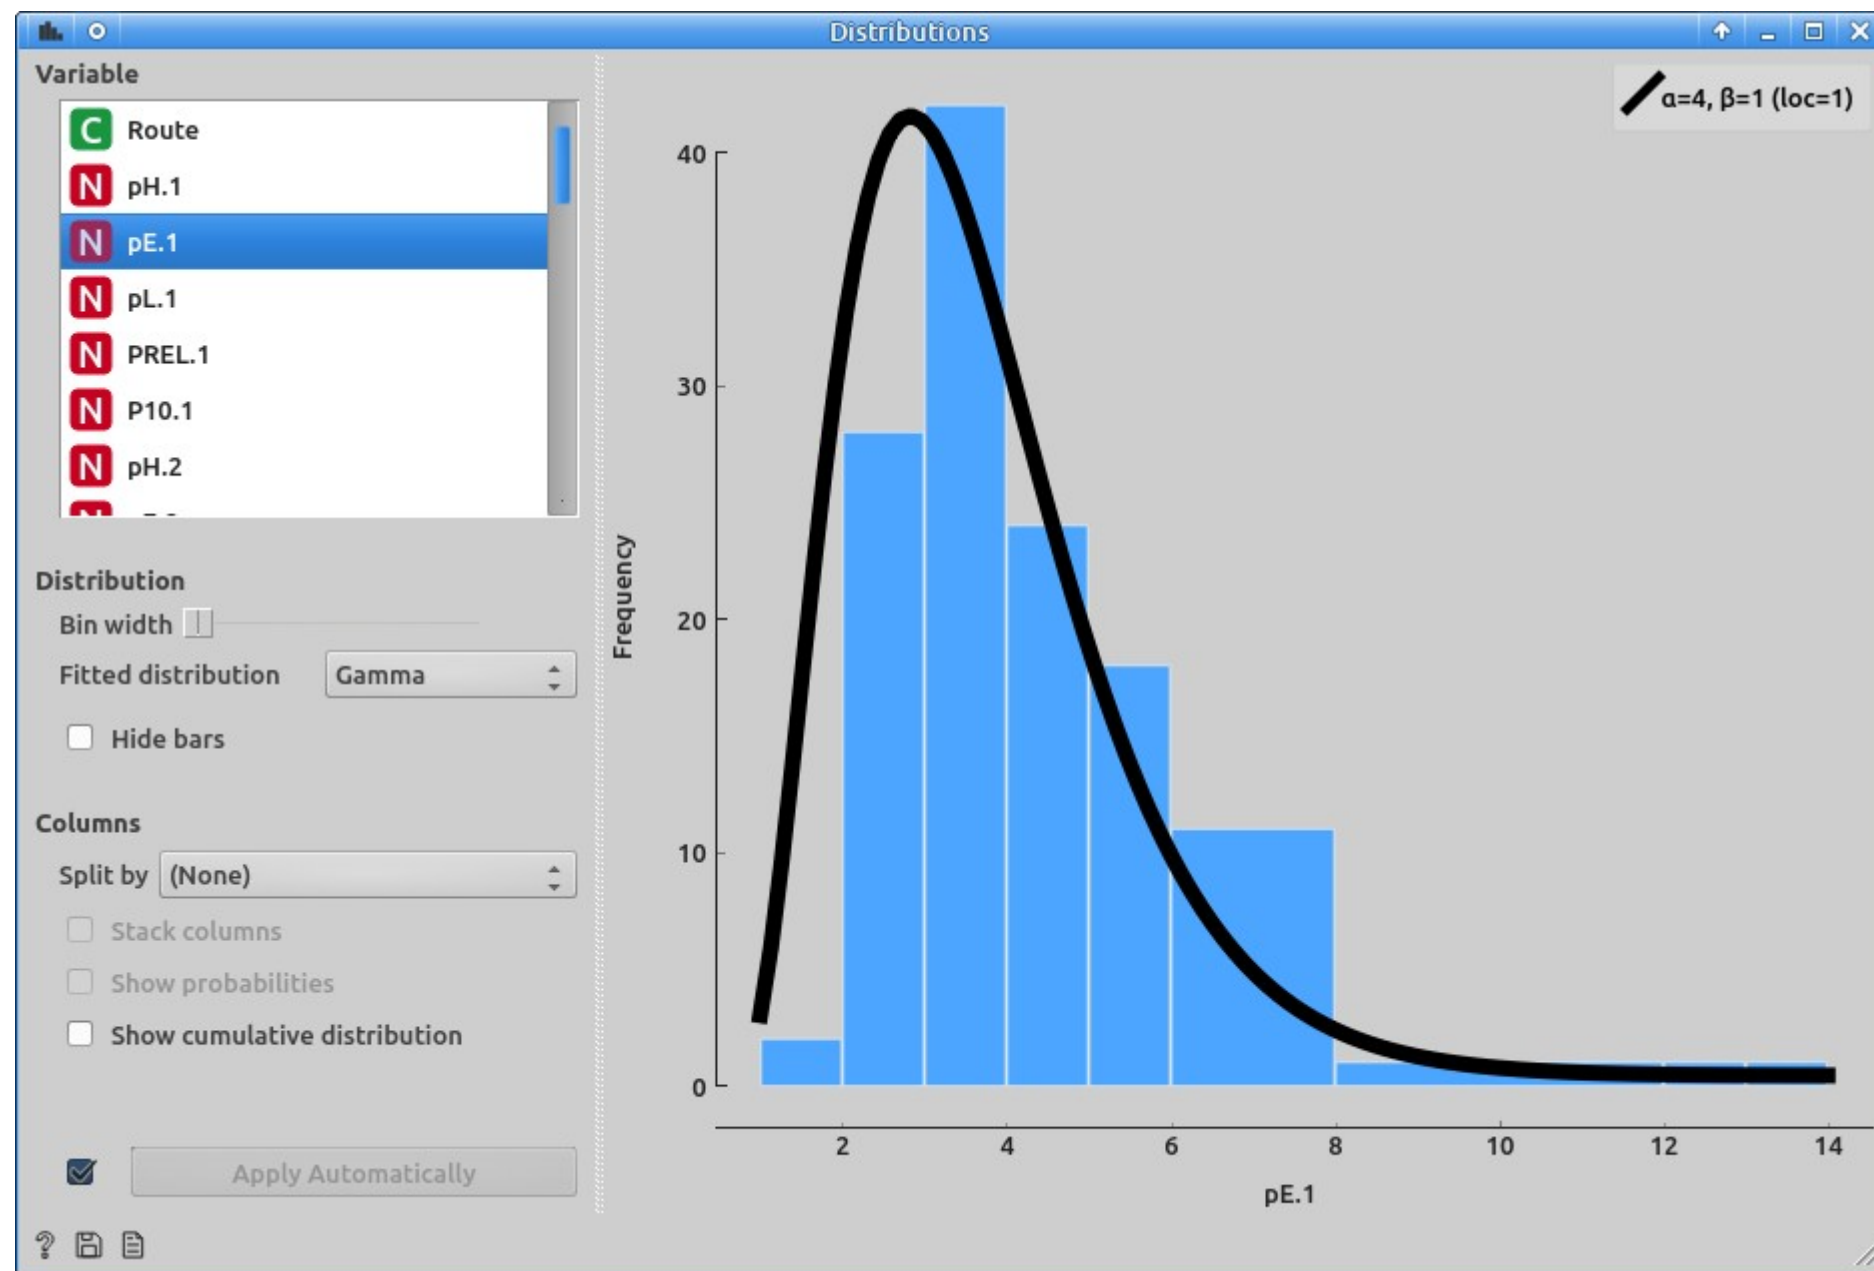 Distributions
Variable
C Route
N pH.1
N pE.1
N pL.1
N PREL.1
N P10.1
N pH.2
Distribution
Bin width
Fitted distribution Gamma
Hide bars
Columns
Split by (None)
Stack columns
Show probabilities
Show cumulative distribution
Apply Automatically
?
α=4, β=1 (loc=1)
Frequency
40
30
20
10
0
2 4 6 8 10 12 14
pE.1